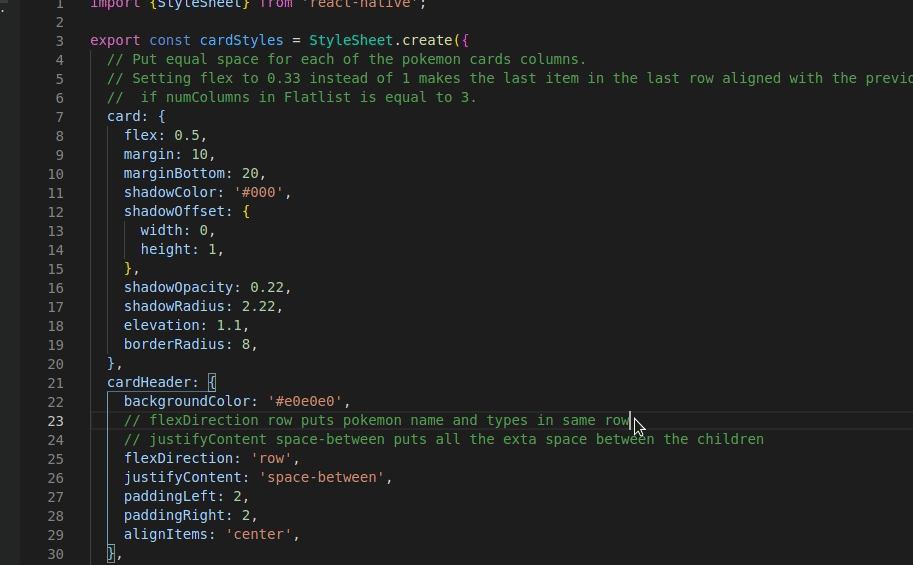 1 import {StyleSheet} from 'react-native';
2
3 export const cardStyles = StyleSheet.create({
4 // Put equal space for each of the pokemon cards columns.
5 // Setting flex to 0.33 instead of 1 makes the last item in the last row aligned with the
6 //  if numColumns in Flatlist is equal to 3.
7 card: {
8 flex: 0.5,
9 margin: 10,
10 marginBottom: 20,
11 shadowColor: '#000',
12 shadowOffset: {
13 width: 0,
14 height: 1,
15 },
16 shadowOpacity: 0.22,
17 shadowRadius: 2.22,
18 elevation: 1.1,
19 borderRadius: 8,
20 },
21 cardHeader: {
22 backgroundColor: '#e0e0e0',
23 // flexDirection row puts pokemon name and types in same row
24 // justifyContent space-between puts all the exta space between the children
25 flexDirection: 'row',
26 justifyContent: 'space-between',
27 paddingLeft: 2,
28 paddingRight: 2,
29 alignItems: 'center',
30 },